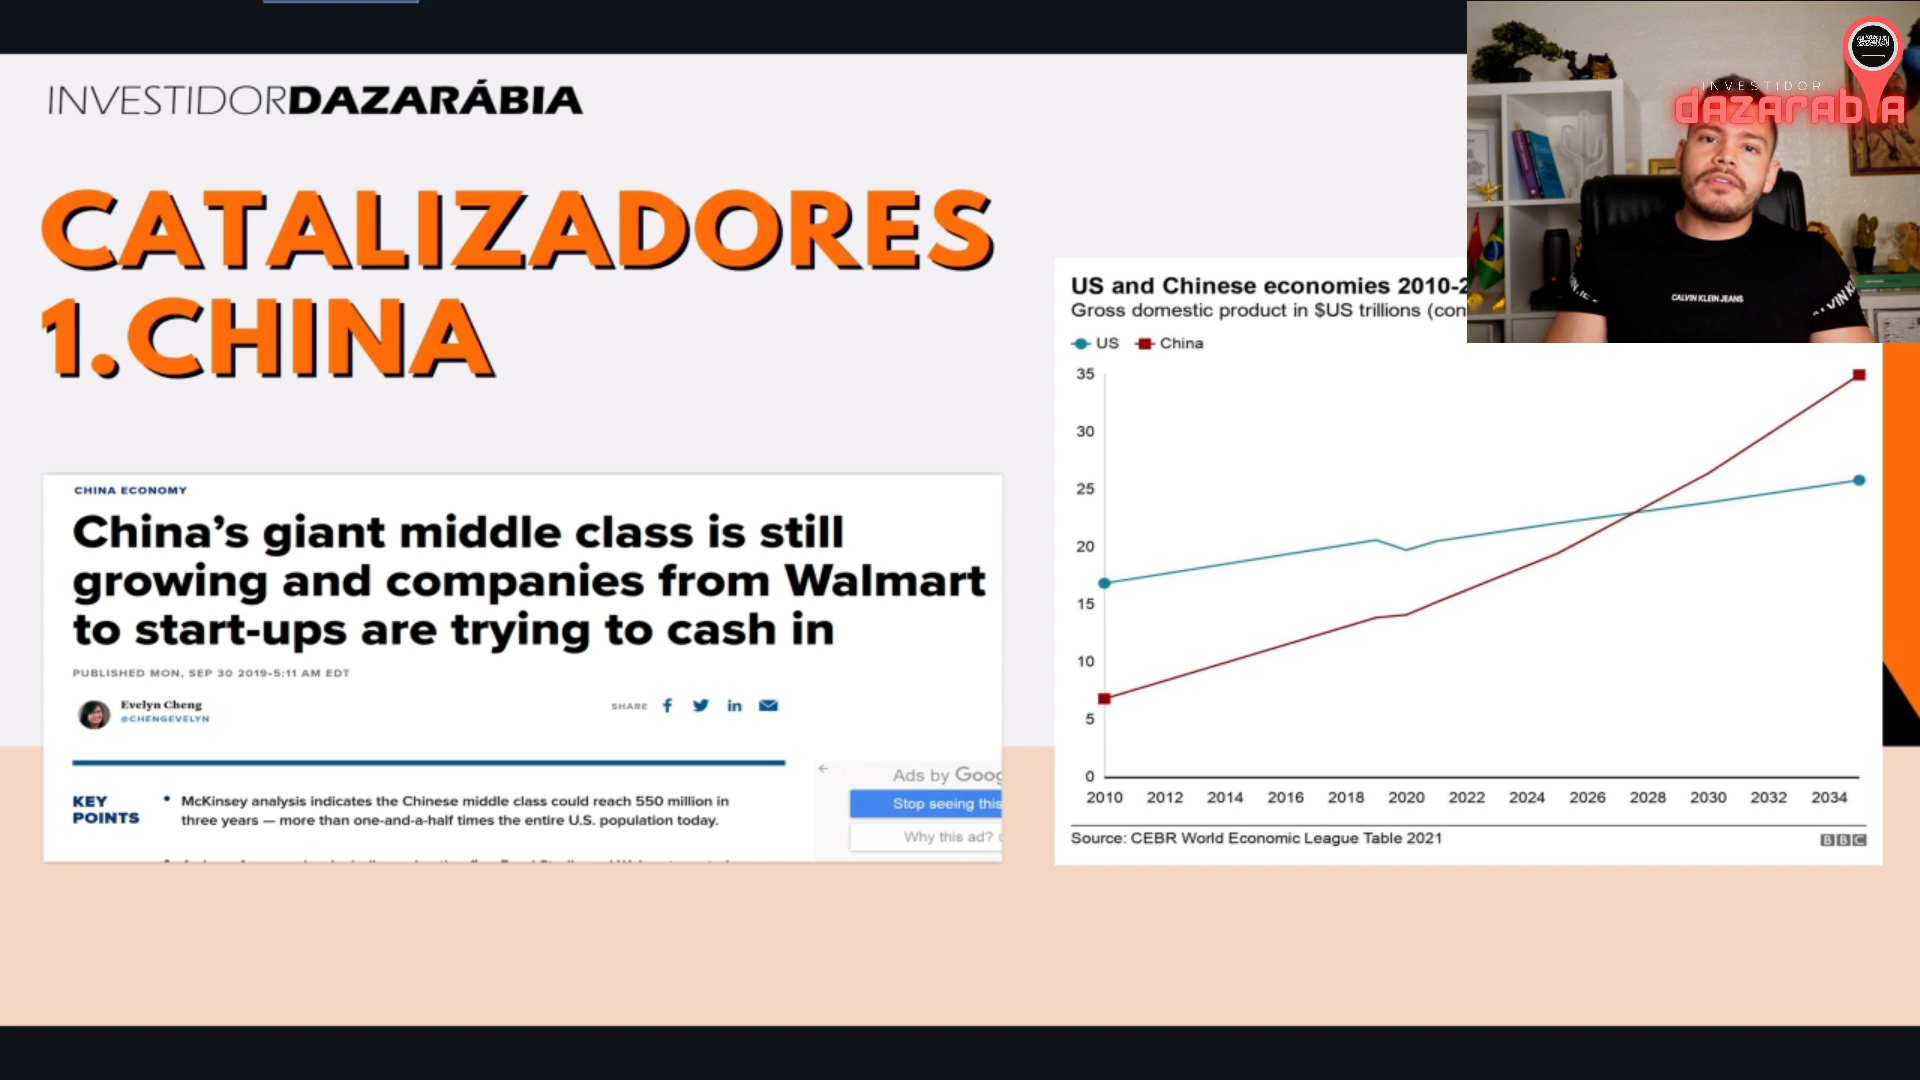 INVESTIDORDAZARÁBIA
CATALIZADORES
1.CHINA
CHINA ECONOMY
China’s giant middle class is still
growing and companies from Walmart
to start-ups are trying to cash in
PUBLISHED MON, SEP 30 2019•5:11 AM EDT
Evelyn Cheng
@CHENGEVELYN
SHARE
KEY
POINTS
• McKinsey analysis indicates the Chinese middle class could reach 550 million in
three years — more than one-and-a-half times the entire U.S. population today.
Ads by Goog
Stop seeing this
Why this ad?
US and Chinese economies 2010-2
Gross domestic product in $US trillions (con
US China
35
30
25
20
15
10
5
0
2010 2012 2014 2016 2018 2020 2022 2024 2026 2028 2030 2032 2034
Source: CEBR World Economic League Table 2021
BBC
INVESTIDOR
dazarabia
CALVIN KLEIN JEANS